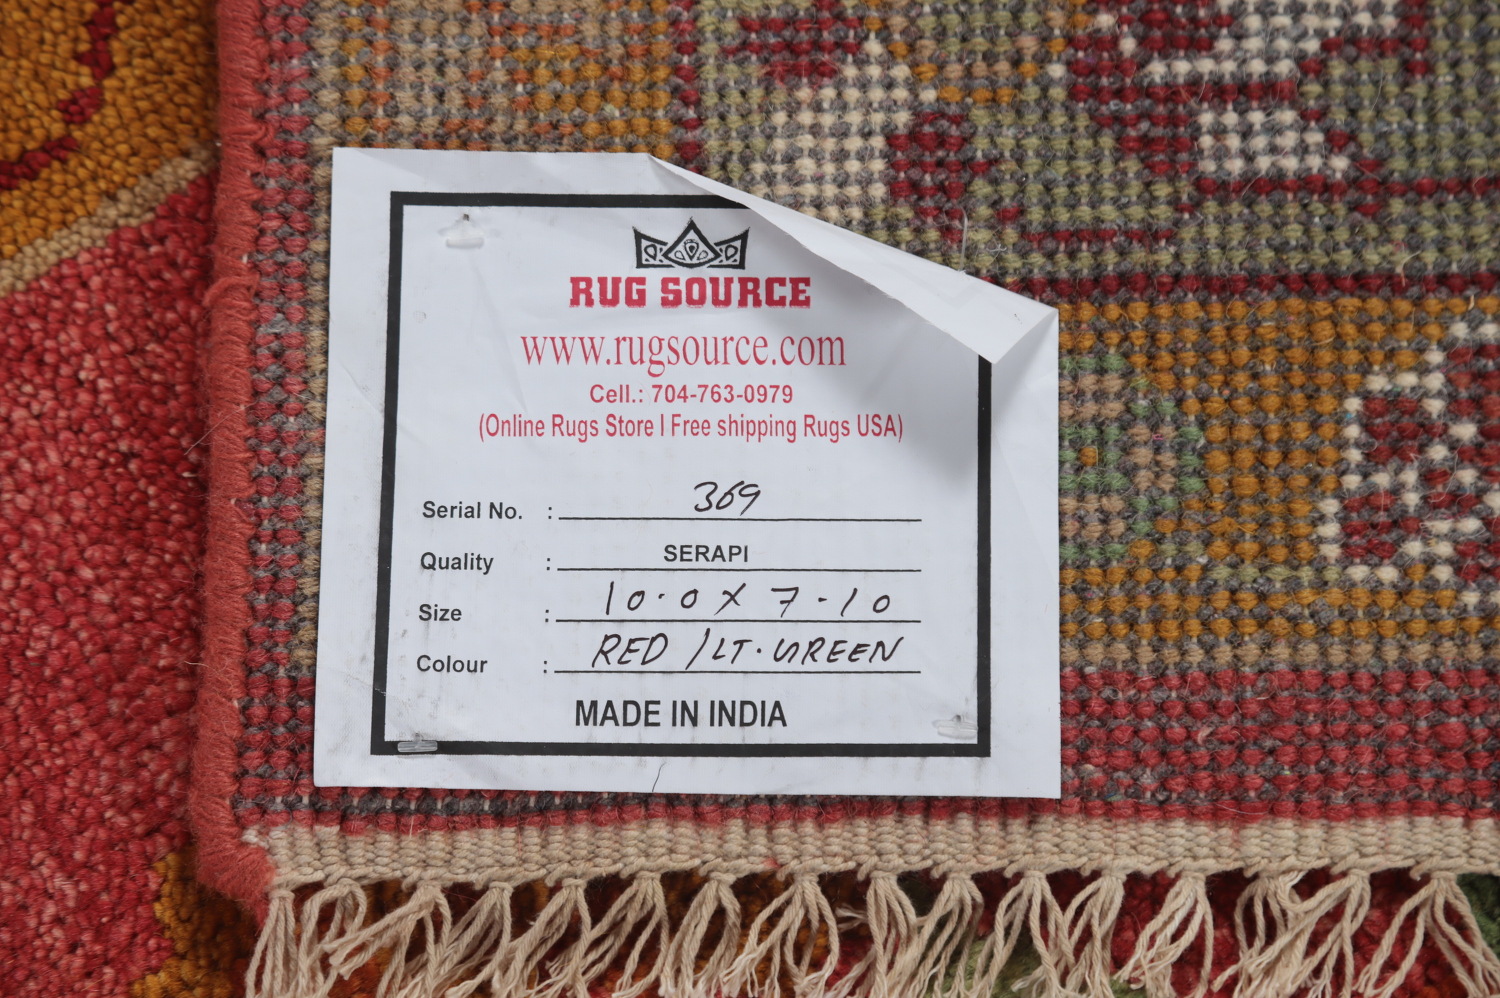 RUG SOURCE
www.rugsource.com
Cell.: 704-763-0979
(Online Rugs Store I Free shipping Rugs USA)
Serial No. : 369
Quality : SERAPI
Size : 10.0 X 7.10
Colour : RED / LT. GREEN
MADE IN INDIA